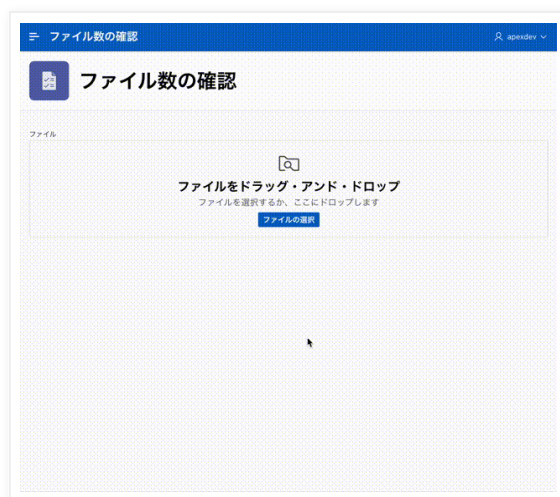 ファイル数の確認
apexdev
ファイル数の確認
ファイル
ファイルをドラッグ・アンド・ドロップ
ファイルを選択するか、ここにドロップします
ファイルの選択